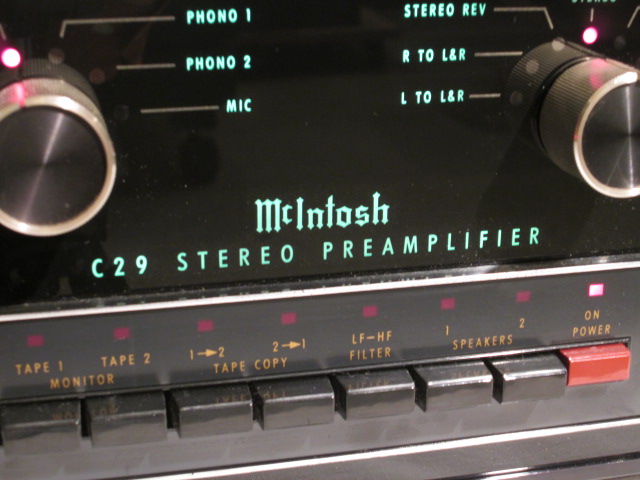 PHONO 1
PHONO 2
MIC
STEREO REV
R TO L&R
L TO L&R
McIntosh
C29 STEREO PREAMPLIFIER
TAPE 1
TAPE 2
MONITOR
1→2
2→1
TAPE COPY
LF-HF
FILTER
1
2
SPEAKERS
ON
POWER